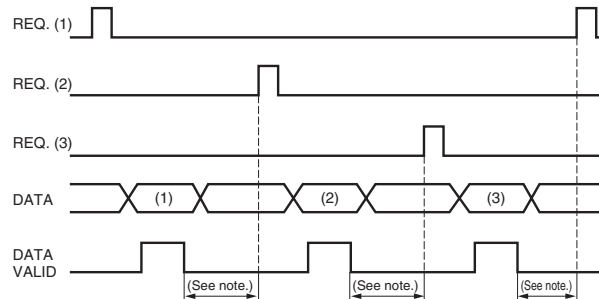 REQ. (1)
REQ. (2)
REQ. (3)
DATA (1) (2) (3)
DATA
VALID
(See note.) (See note.) (See note.)